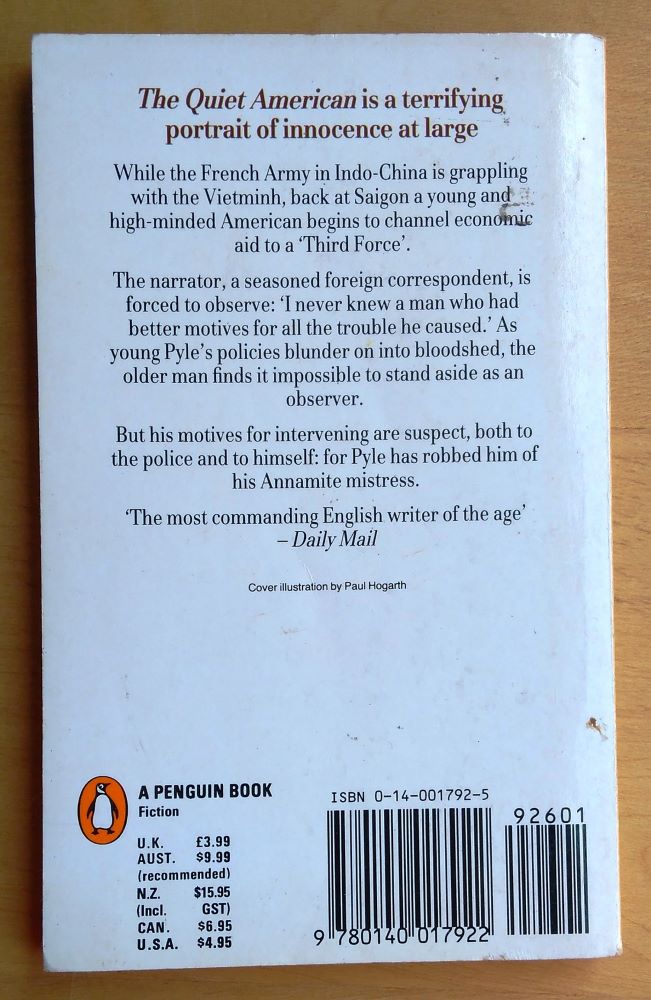 The Quiet American is a terrifying
portrait of innocence at large
While the French Army in Indo-China is grappling
with the Vietminh, back at Saigon a young and
high-minded American begins to channel economic
aid to a ‘Third Force’.
The narrator, a seasoned foreign correspondent, is
forced to observe: ‘I never knew a man who had
better motives for all the trouble he caused.’ As
young Pyle’s policies blunder on into bloodshed, the
older man finds it impossible to stand aside as an
observer.
But his motives for intervening are suspect, both to
the police and to himself: for Pyle has robbed him of
his Annamite mistress.
‘The most commanding English writer of the age’
– Daily Mail
Cover illustration by Paul Hogarth
A PENGUIN BOOK
Fiction
U.K. £3.99
AUST. $9.99
(recommended)
N.Z. $15.95
(Incl. GST)
CAN. $6.95
U.S.A. $4.95
ISBN 0-14-001792-5
92601
9 780140 017922